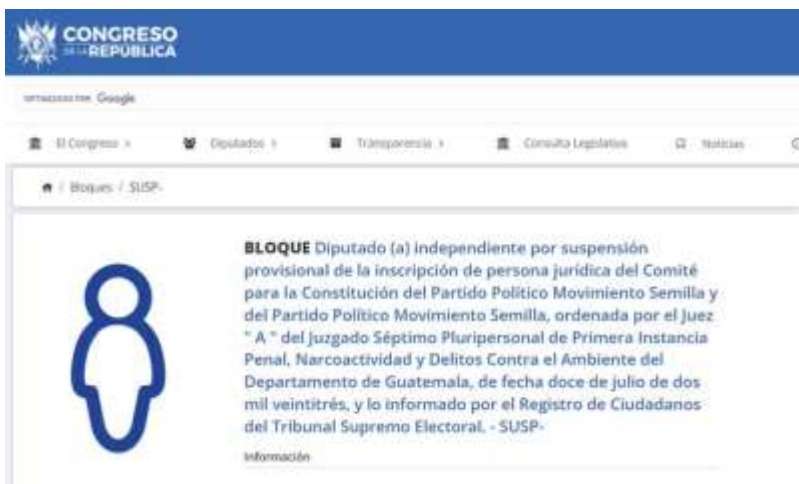 CONGRESO
DE LA REPÚBLICA
Google
El Congreso >
Diputados >
Transparencia >
Consulta Legislativa
Noticias
/ Bloques / SUSP-
BLOQUE Diputado (a) independiente por suspensión
provisional de la inscripción de persona jurídica del Comité
para la Constitución del Partido Político Movimiento Semilla y
del Partido Político Movimiento Semilla, ordenada por el Juez
" A " del Juzgado Séptimo Pluripersonal de Primera Instancia
Penal, Narcoactividad y Delitos Contra el Ambiente del
Departamento de Guatemala, de fecha doce de julio de dos
mil veintitrés, y lo informado por el Registro de Ciudadanos
del Tribunal Supremo Electoral. - SUSP-
Información